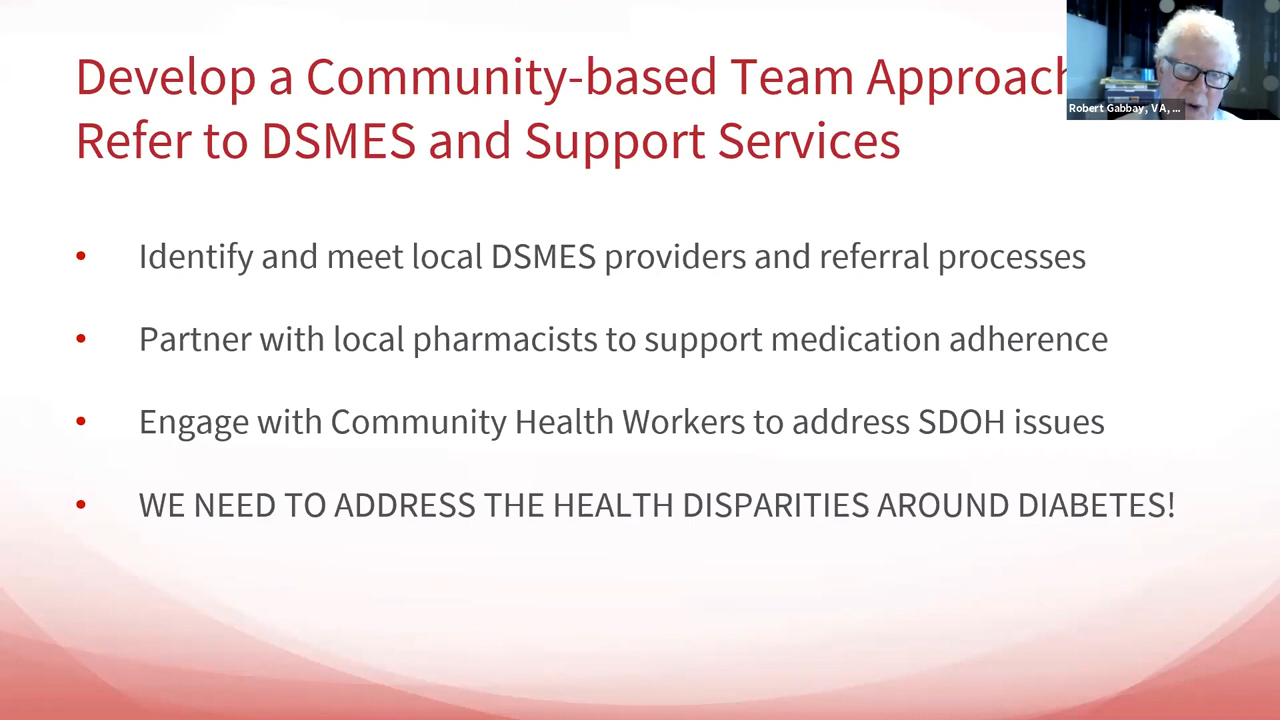 Develop a Community-based Team Approach
Refer to DSMES and Support Services
Robert Gabbay, VA, ...
• Identify and meet local DSMES providers and referral processes
• Partner with local pharmacists to support medication adherence
• Engage with Community Health Workers to address SDOH issues
• WE NEED TO ADDRESS THE HEALTH DISPARITIES AROUND DIABETES!